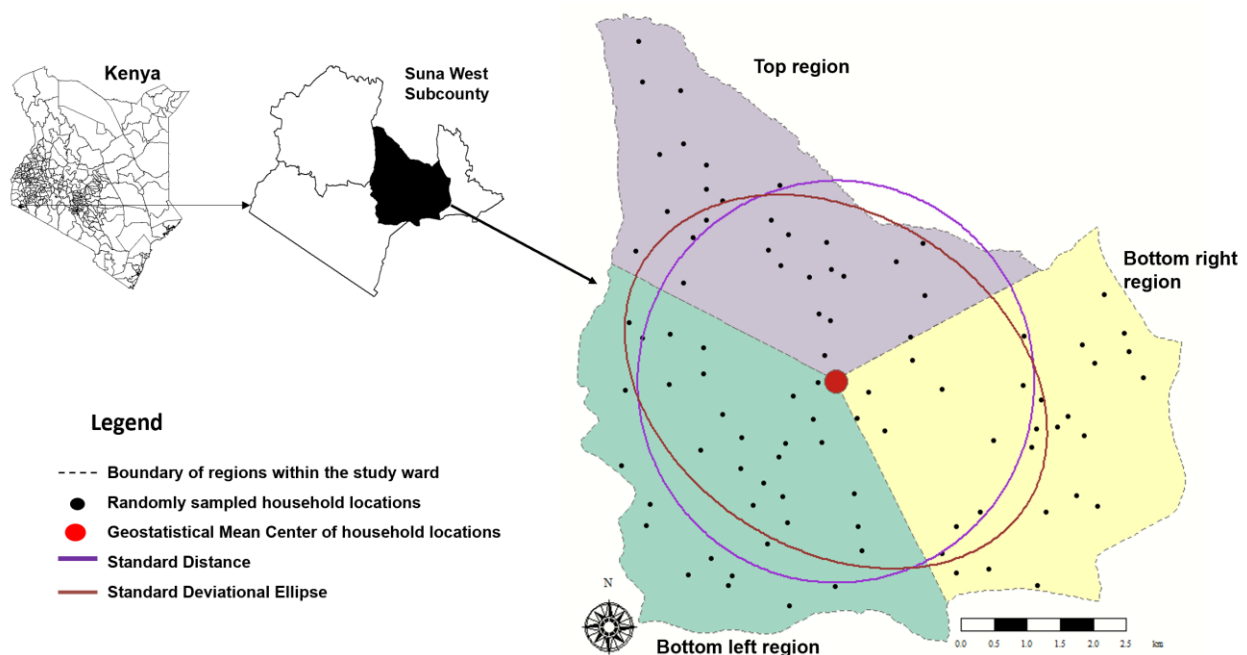 Kenya
Suna West
Subcounty
Top region
Bottom right
region
Legend
Boundary of regions within the study ward
Randomly sampled household locations
Geostatistical Mean Center of household locations
Standard Distance
Standard Deviational Ellipse
N
Bottom left region
0.0 0.5 1.0 1.5 2.0 2.5 km